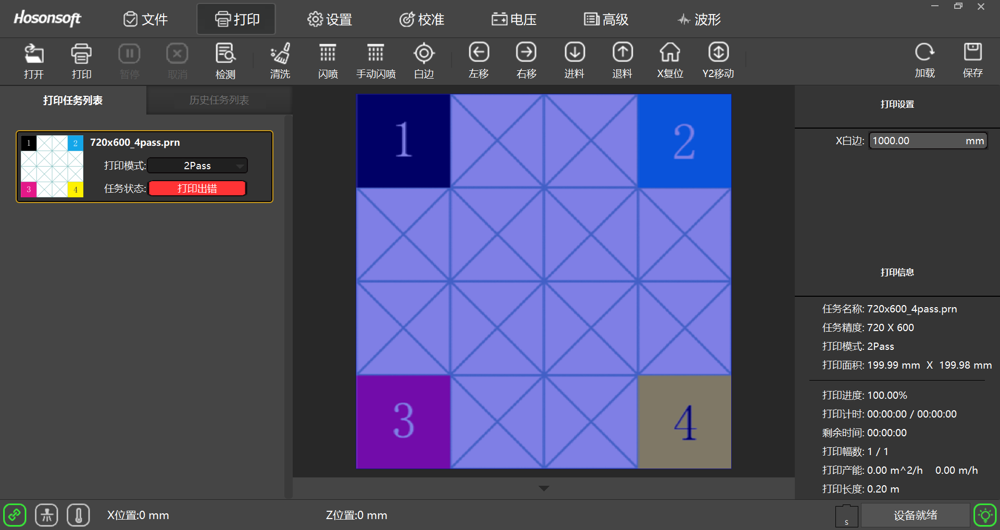 Hosonsoft
文件
打印
设置
校准
电压
高级
波形
打开
打印
暂停
取消
检测
清洗
闪喷
手动闪喷
白边
左移
右移
进料
退料
X复位
Y2移动
加载
保存
打印任务列表
历史任务列表
1
2
3
4
720x600_4pass.prn
打印模式: 2Pass
任务状态: 打印出错
1
2
3
4
打印设置
X白边: 1000.00 mm
打印信息
任务名称: 720x600_4pass.prn
任务精度: 720 X 600
打印模式: 2Pass
打印面积: 199.99 mm X 199.98 mm
打印进度: 100.00%
打印计时: 00:00:00 / 00:00:00
剩余时间: 00:00:00
打印幅数: 1 / 1
打印产能: 0.00 m^2/h 0.00 m/h
打印长度: 0.20 m
X位置:0 mm
Z位置:0 mm
S
设备就绪